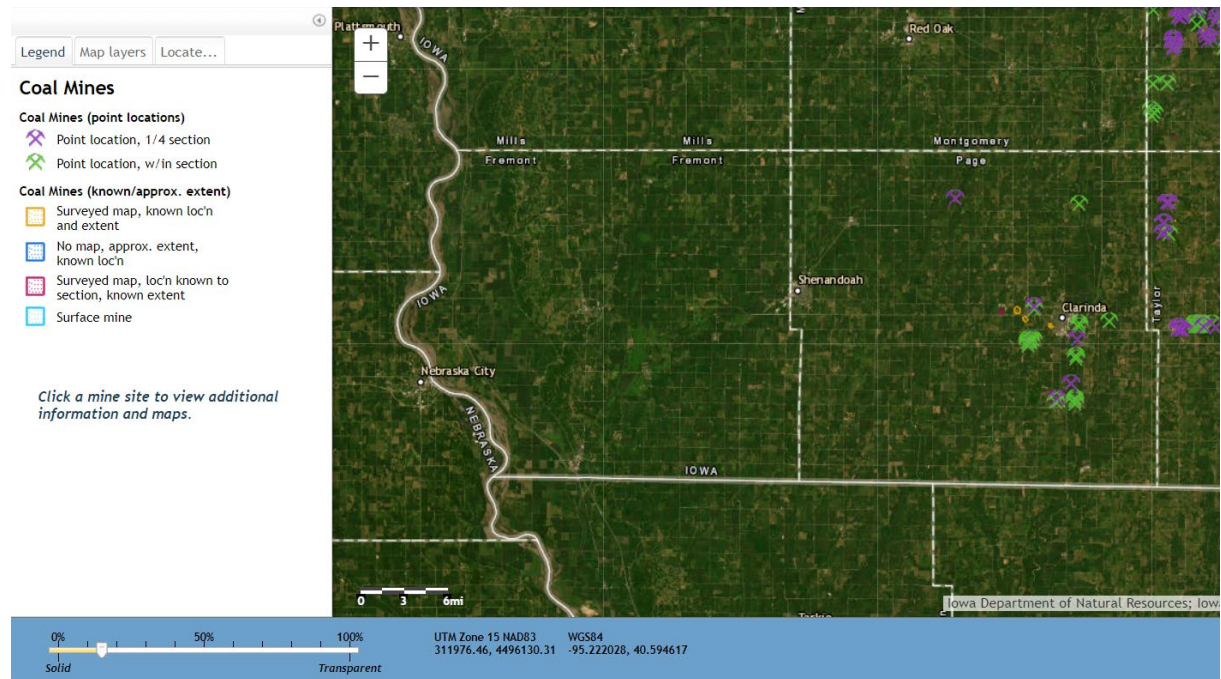 Legend
Map layers
Locate...
Coal Mines
Coal Mines (point locations)
Point location, 1/4 section
Point location, w/in section
Coal Mines (known/approx. extent)
Surveyed map, known loc'n
and extent
No map, approx. extent,
known loc'n
Surveyed map, loc'n known to
section, known extent
Surface mine
Click a mine site to view additional
information and maps.
Plattsmouth
+
−
IOWA
Red Oak
Mills
Mills
Montgomery
Fremont
Fremont
Page
Shenandoah
IOWA
Clarinda
Taylor
Nebraska City
NEBRASKA
IOWA
0 3 6mi
Iowa Department of Natural Resources; Iowa
0% 50% 100%
Solid Transparent
UTM Zone 15 NAD83
311976.46, 4496130.31
WGS84
-95.222028, 40.594617